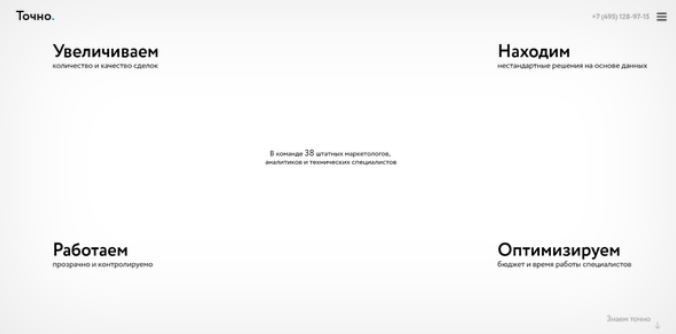 Точно.
+7 (495) 128-97-15
Увеличиваем
количество и качество сделок
Находим
нестандартные решения на основе данных
В команде 38 штатных маркетологов,
аналитиков и технических специалистов
Работаем
прозрачно и контролируемо
Оптимизируем
бюджет и время работы специалистов
Знаем точно